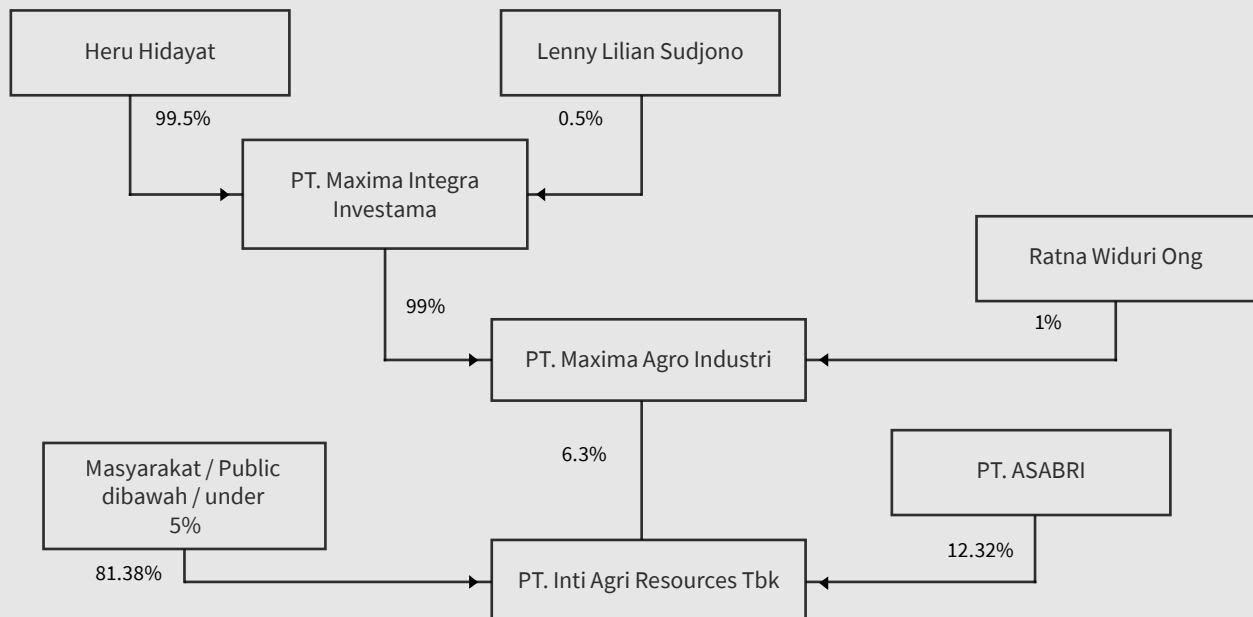 Heru Hidayat
Lenny Lilian Sudjono
99.5%
0.5%
PT. Maxima Integra
Investama
Ratna Widuri Ong
99%
1%
PT. Maxima Agro Industri
Masyarakat / Public
dibawah / under
5%
6.3%
PT. ASABRI
81.38%
12.32%
PT. Inti Agri Resources Tbk